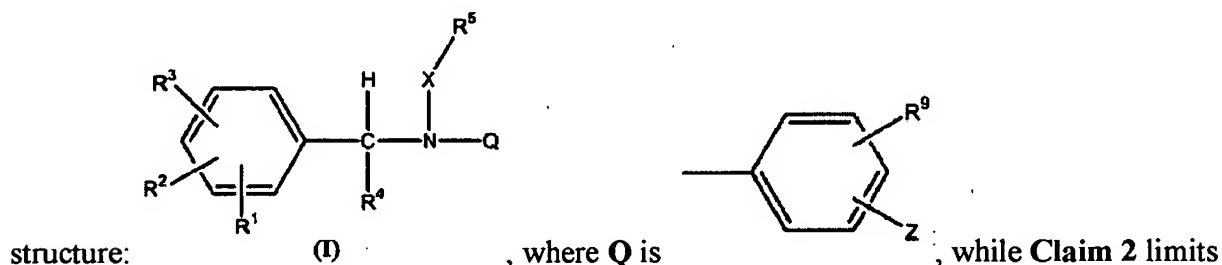 R⁵
R³ H X R⁹
C N Q
R² R¹ R⁴ Z
structure: (I) , where Q is , while Claim 2 limits